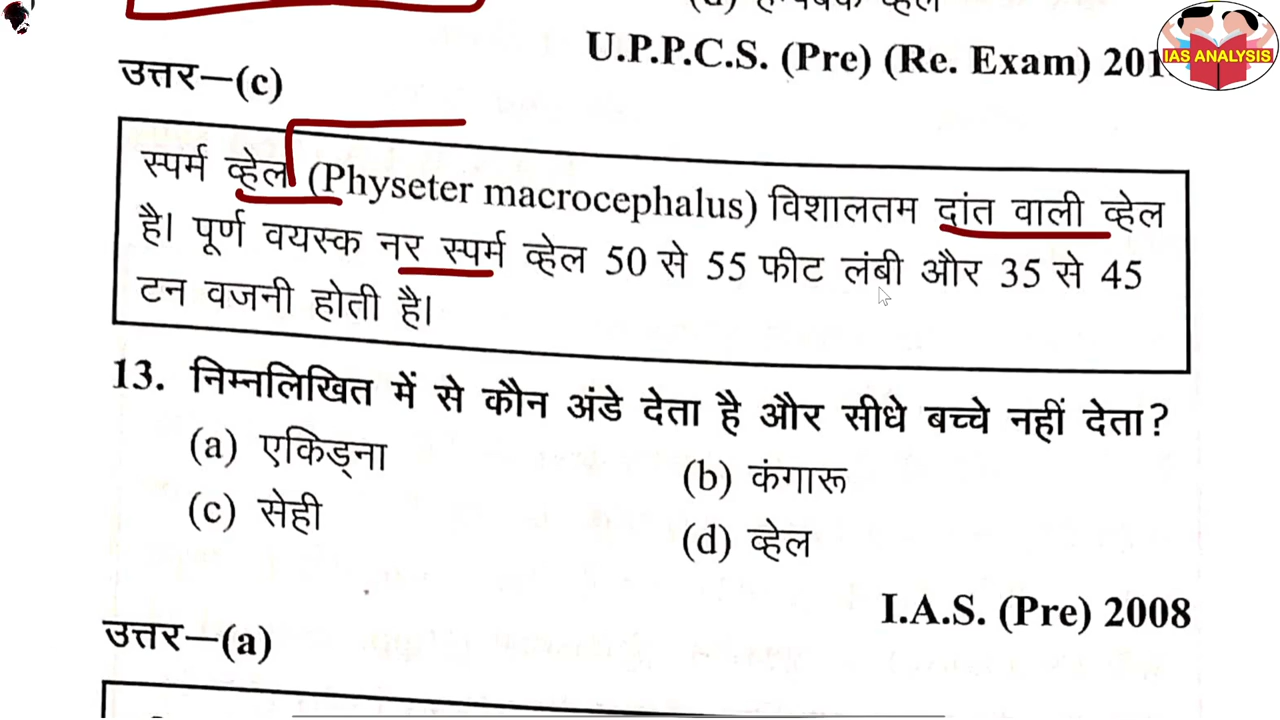 U.P.P.C.S. (Pre) (Re. Exam) 201
IAS ANALYSIS
उत्तर—(c)
स्पर्म व्हेल (Physeter macrocephalus) विशालतम दांत वाली व्हेल
है। पूर्ण वयस्क नर स्पर्म व्हेल 50 से 55 फीट लंबी और 35 से 45
टन वजनी होती है।
13. निम्नलिखित में से कौन अंडे देता है और सीधे बच्चे नहीं देता?
(a) एकिड्ना
(b) कंगारू
(c) सेही
(d) व्हेल
I.A.S. (Pre) 2008
उत्तर—(a)